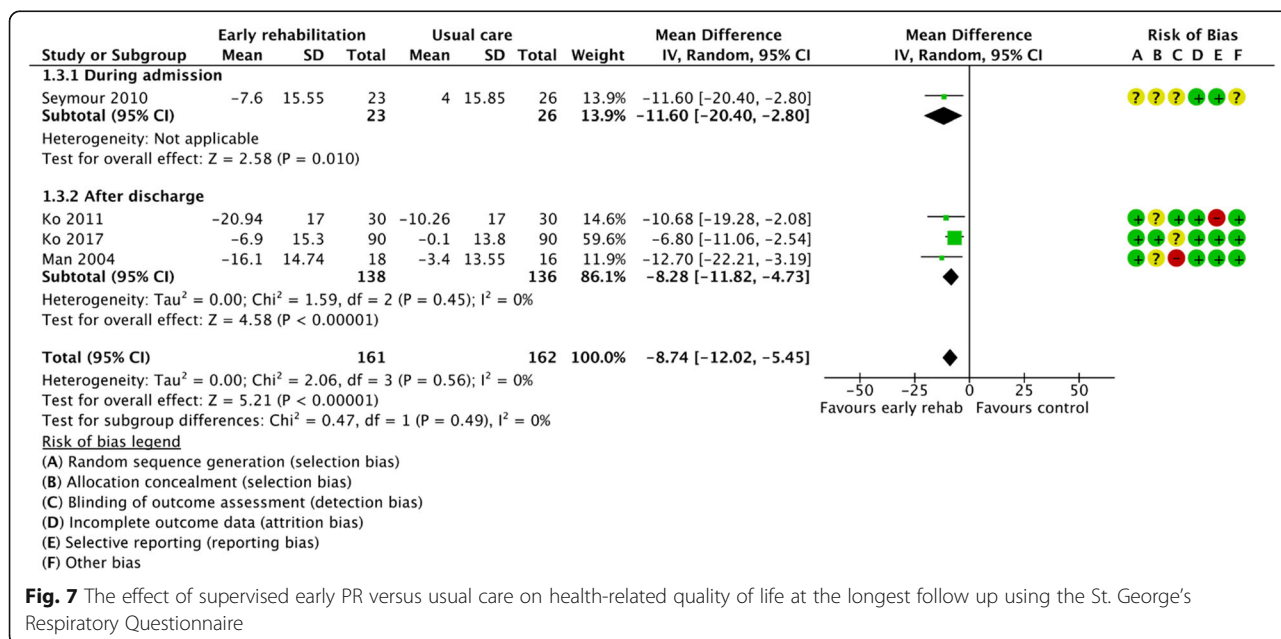 Early rehabilitation Usual care Mean Difference Mean Difference Risk of Bias
Study or Subgroup Mean SD Total Mean SD Total Weight IV, Random, 95% CI IV, Random, 95% CI A B C D E F
1.3.1 During admission
Seymour 2010 -7.6 15.55 23 4 15.85 26 13.9% -11.60 [-20.40, -2.80] ? ? ? + + ?
Subtotal (95% CI) 23 26 13.9% -11.60 [-20.40, -2.80]
Heterogeneity: Not applicable
Test for overall effect: Z = 2.58 (P = 0.010)
1.3.2 After discharge
Ko 2011 -20.94 17 30 -10.26 17 30 14.6% -10.68 [-19.28, -2.08] + ? + + - +
Ko 2017 -6.9 15.3 90 -0.1 13.8 90 59.6% -6.80 [-11.06, -2.54] + + ? + + +
Man 2004 -16.1 14.74 18 -3.4 13.55 16 11.9% -12.70 [-22.21, -3.19] + ? - + + +
Subtotal (95% CI) 138 136 86.1% -8.28 [-11.82, -4.73]
Heterogeneity: Tau² = 0.00; Chi² = 1.59, df = 2 (P = 0.45); I² = 0%
Test for overall effect: Z = 4.58 (P < 0.00001)
Total (95% CI) 161 162 100.0% -8.74 [-12.02, -5.45]
Heterogeneity: Tau² = 0.00; Chi² = 2.06, df = 3 (P = 0.56); I² = 0%
Test for overall effect: Z = 5.21 (P < 0.00001)
Test for subgroup differences: Chi² = 0.47, df = 1 (P = 0.49), I² = 0%
-50 -25 0 25 50
Favours early rehab Favours control
Risk of bias legend
(A) Random sequence generation (selection bias)
(B) Allocation concealment (selection bias)
(C) Blinding of outcome assessment (detection bias)
(D) Incomplete outcome data (attrition bias)
(E) Selective reporting (reporting bias)
(F) Other bias
Fig. 7 The effect of supervised early PR versus usual care on health-related quality of life at the longest follow up using the St. George's
Respiratory Questionnaire